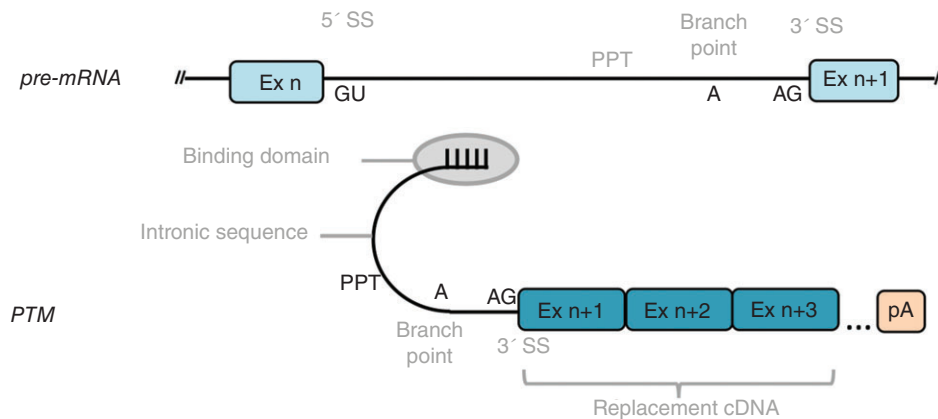 5´ SS
Branch point
3´ SS
PPT
pre-mRNA
Ex n
GU
A
AG
Ex n+1
Binding domain
Intronic sequence
PPT
A
AG
PTM
Ex n+1
Ex n+2
Ex n+3
...
pA
Branch point
3´ SS
Replacement cDNA